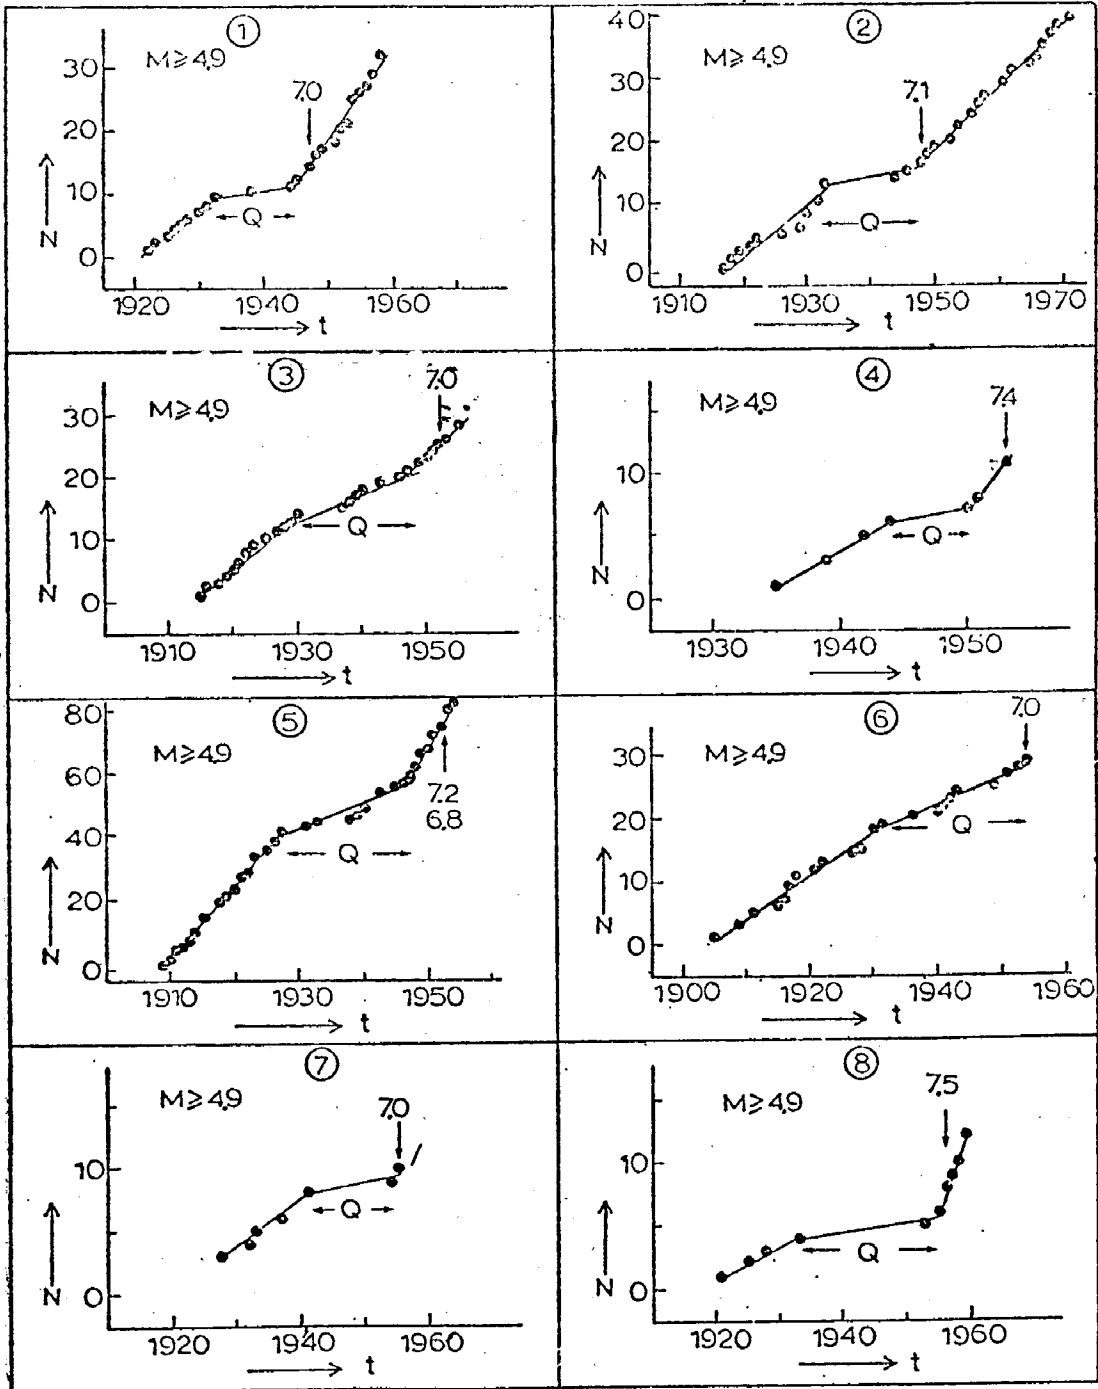 ①
M≥4.9
7.0
30
20
10
0
N
Q
1920 1940 1960
t
②
M≥4.9
7.1
40
30
20
10
0
N
Q
1910 1930 1950 1970
t
③
M≥4.9
7.0
30
20
10
0
N
Q
1910 1930 1950
t
④
M≥4.9
7.4
10
0
N
Q
1930 1940 1950
t
⑤
M≥4.9
80
60
40
20
0
7.2
6.8
N
Q
1910 1930 1950
t
⑥
M≥4.9
7.0
30
20
10
0
N
Q
1900 1920 1940 1960
t
⑦
M≥4.9
7.0
10
0
N
Q
1920 1940 1960
t
⑧
M≥4.9
7.5
10
0
N
Q
1920 1940 1960
t